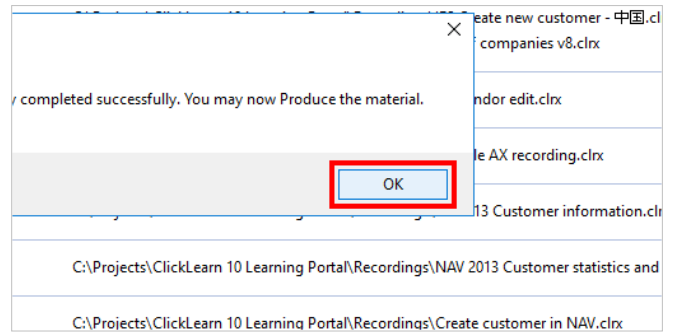 eate new customer - 中国.cl
companies v8.clrx
completed successfully. You may now Produce the material.
ndor edit.clrx
le AX recording.clrx
OK
13 Customer information.clr
C:\Projects\ClickLearn 10 Learning Portal\Recordings\NAV 2013 Customer statistics and
C:\Projects\ClickLearn 10 Learning Portal\Recordings\Create customer in NAV.clrx